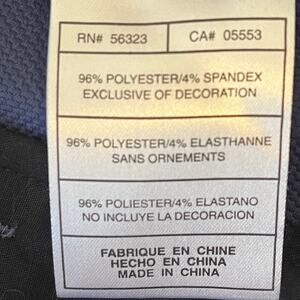 RN# 56323 CA# 05553
96% POLYESTER/4% SPANDEX
EXCLUSIVE OF DECORATION
96% POLYESTER/4% ELASTHANNE
SANS ORNEMENTS
96% POLIESTER/4% ELASTANO
NO INCLUYE LA DECORACION
FABRIQUE EN CHINE
HECHO EN CHINA
MADE IN CHINA